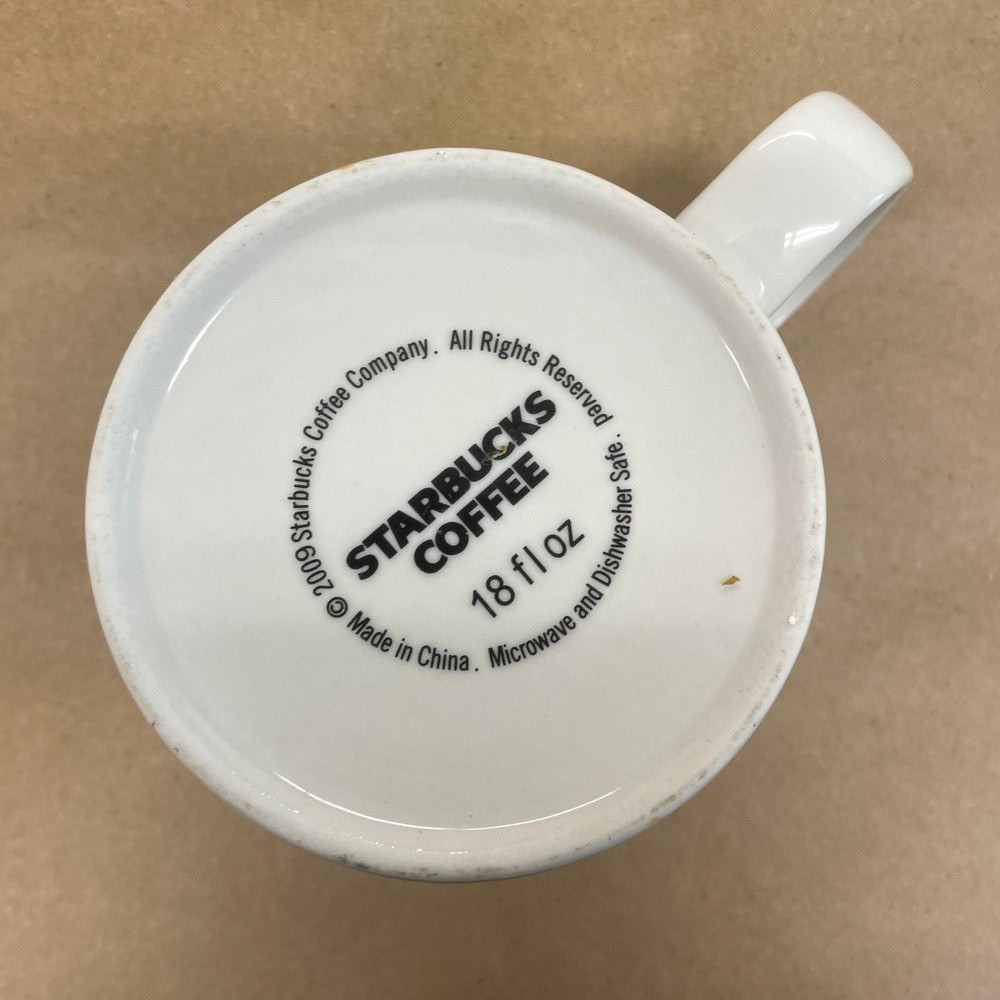 © 2009 Starbucks Coffee Company. All Rights Reserved
STARBUCKS
COFFEE
18 fl oz
Made in China. Microwave and Dishwasher Safe.